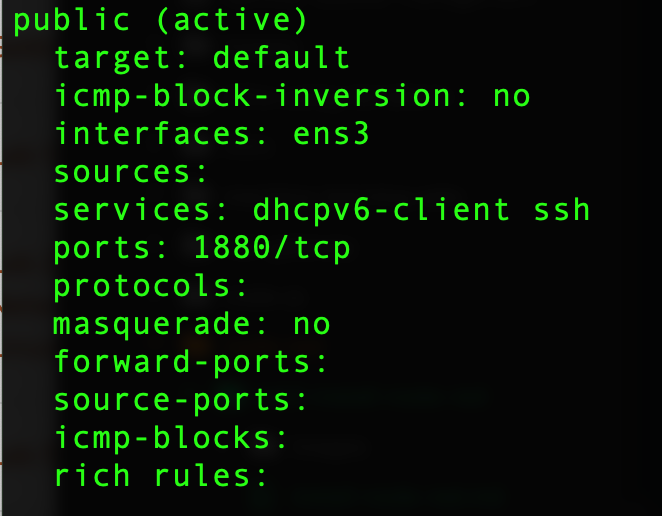 public (active)
  target: default
  icmp-block-inversion: no
  interfaces: ens3
  sources:
  services: dhcpv6-client ssh
  ports: 1880/tcp
  protocols:
  masquerade: no
  forward-ports:
  source-ports:
  icmp-blocks:
  rich rules: